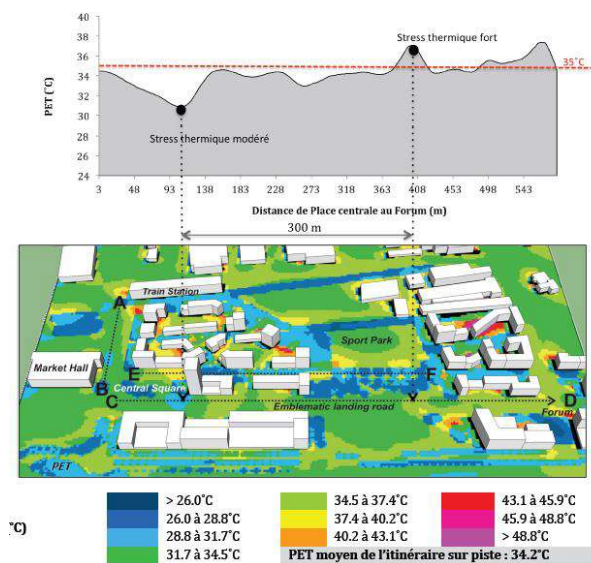 40
38
36
34
32
30
28
26
24
PET (°C)
Stress thermique fort
35°C
Stress thermique modéré
3 48 93 138 183 228 273 318 363 408 453 498 543
Distance de Place centrale au Forum (m)
300 m
Train Station
A
Sport Park
Market Hall
E
F
B
Central Square
C
D
Emblematic landing road
Forum
PET
°C)
> 26.0°C
26.0 à 28.8°C
28.8 à 31.7°C
31.7 à 34.5°C
34.5 à 37.4°C
37.4 à 40.2°C
40.2 à 43.1°C
43.1 à 45.9°C
45.9 à 48.8°C
> 48.8°C
PET moyen de l'itinéraire sur piste : 34.2°C